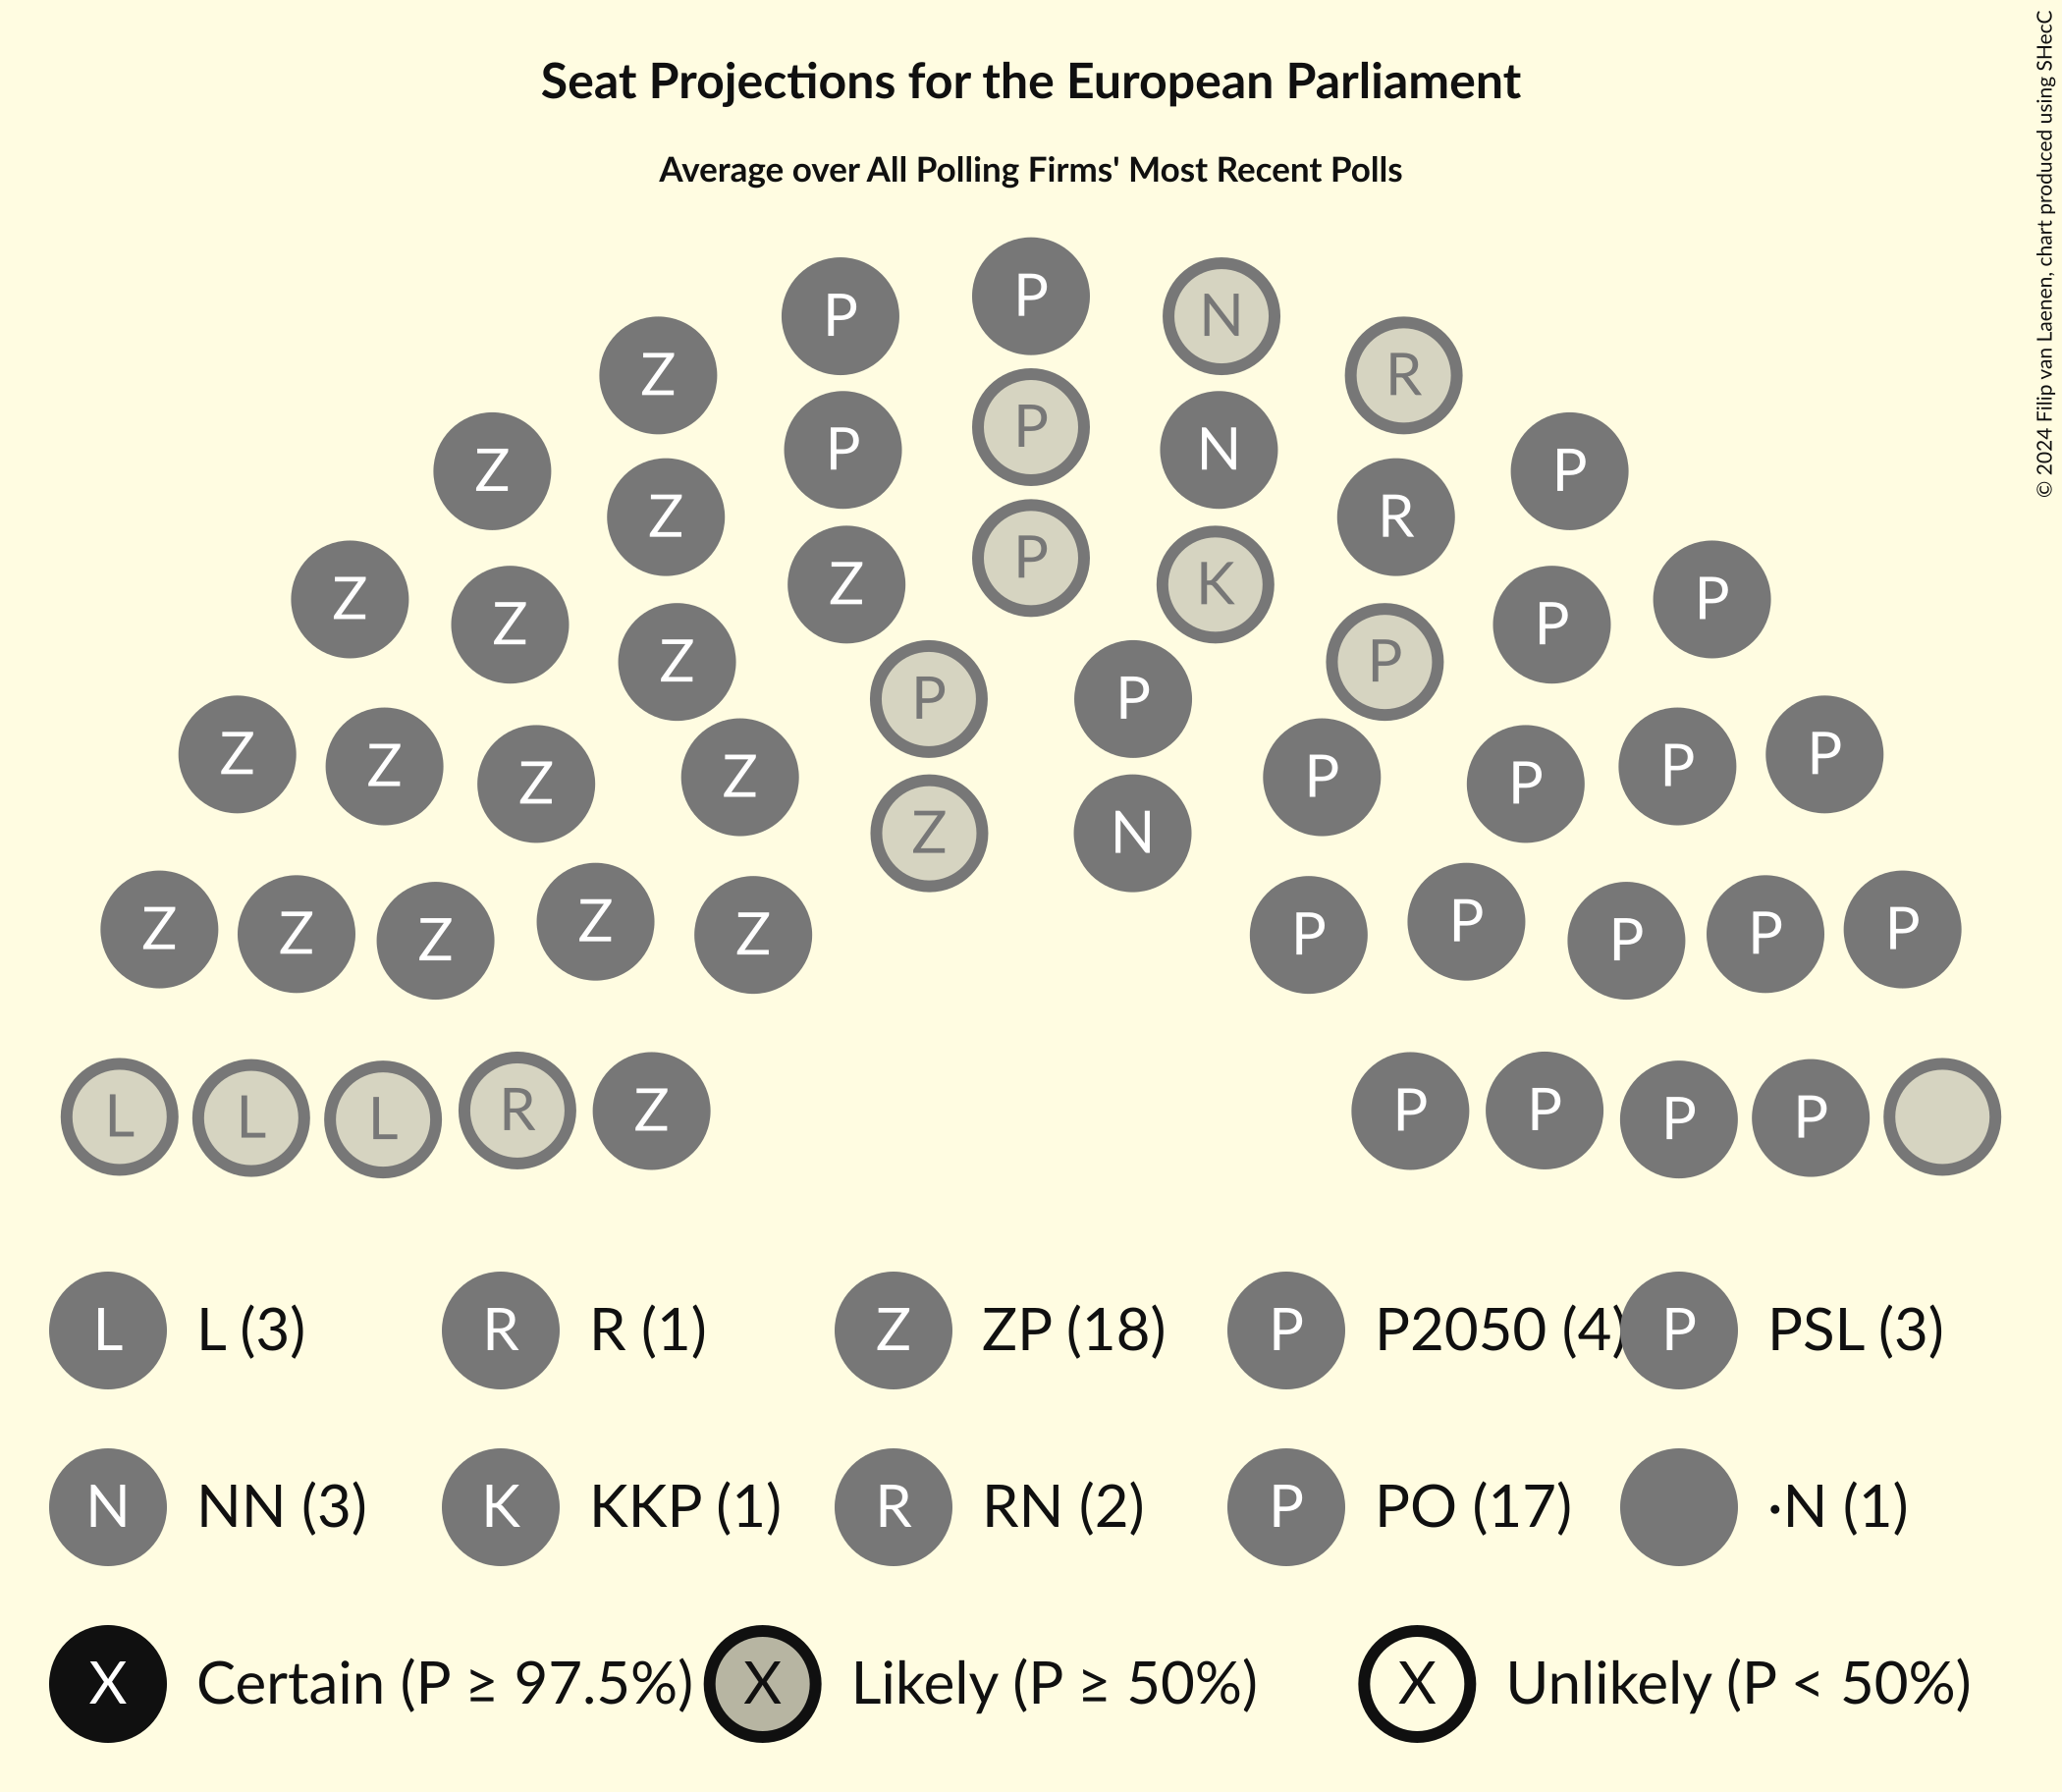 Seat Projections for the European Parliament
Average over All Polling Firms' Most Recent Polls
© 2024 Filip van Laenen, chart produced using SHecC
P
P N
Z R
P
P N
Z P
Z R
P
Z K
Z P
Z P
Z P
P P
Z Z Z Z P P P P
Z N
Z Z Z Z Z P P P P P
L L L R Z P P P P
L L (3) R R (1) Z ZP (18) P P2050 (4) P PSL (3)
N NN (3) K KKP (1) R RN (2) P PO (17) •N (1)
X Certain (P ≥ 97.5%) X Likely (P ≥ 50%) X Unlikely (P < 50%)